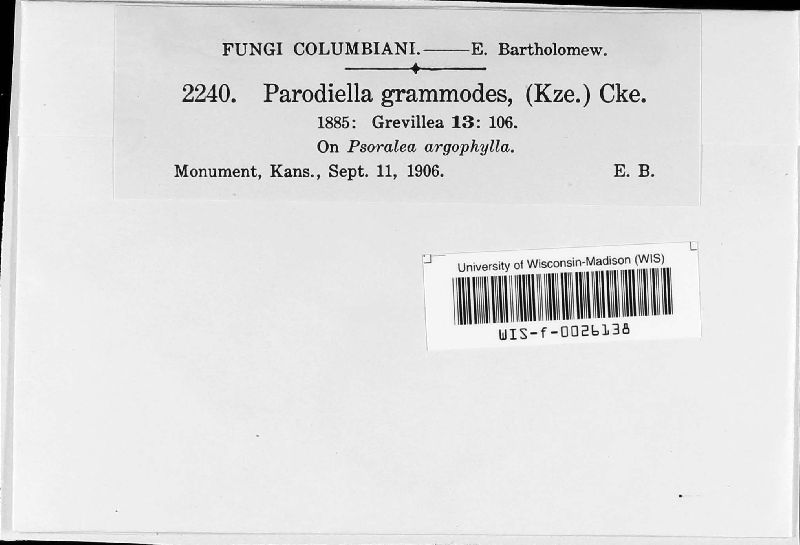 FUNGI COLUMBIANI.——E. Bartholomew.
2240. Parodiella grammodes, (Kze.) Cke.
1885: Grevillea 13: 106.
On Psoralea argophylla.
Monument, Kans., Sept. 11, 1906. E. B.
University of Wisconsin-Madison (WIS)
WIS-f-0026138